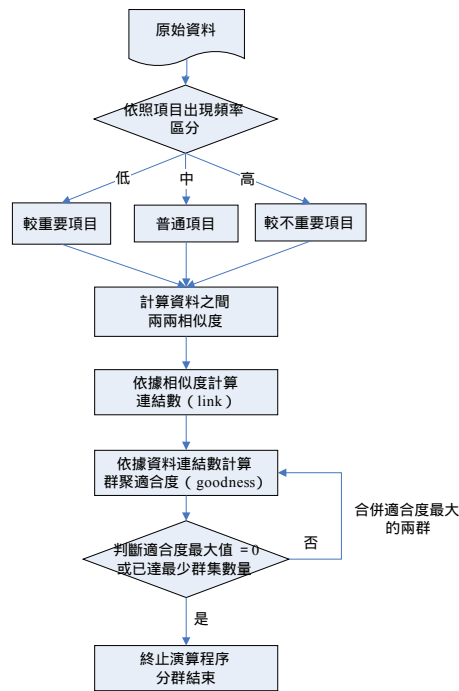 原始資料
依照項目出現頻率
區分
低
中
高
較重要項目
普通項目
較不重要項目
計算資料之間
兩兩相似度
依據相似度計算
連結數（link）
依據資料連結數計算
群聚適合度（goodness）
合併適合度最大
的兩群
判斷適合度最大值 =0
或已達最少群集數量
否
是
終止演算程序
分群結束